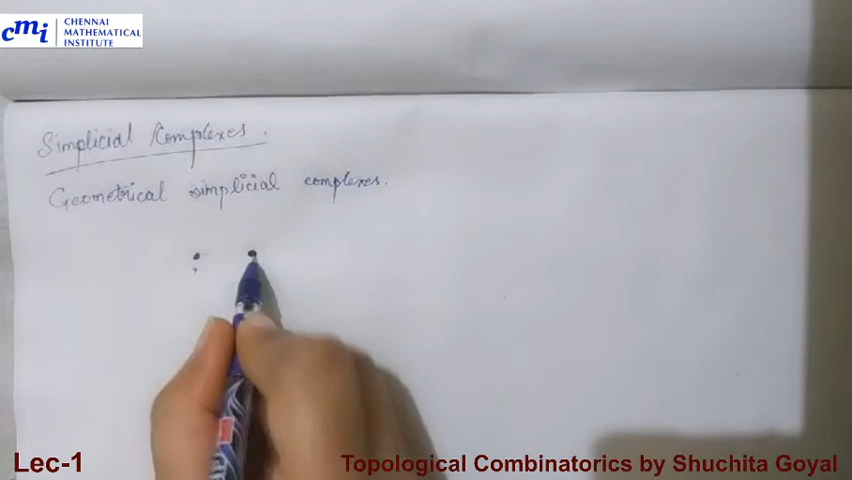 cmi CHENNAI
MATHEMATICAL
INSTITUTE
Simplicial Complexes.
Geometrical simplicial complexes.
Lec-1
Topological Combinatorics by Shuchita Goyal